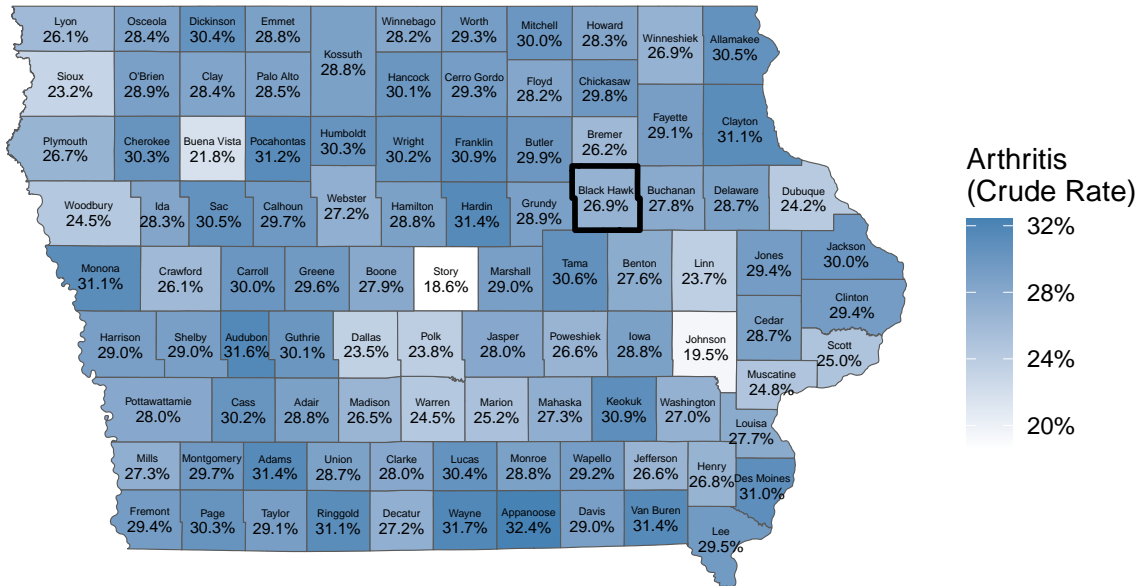 Lyon
26.1%
Osceola
28.4%
Dickinson
30.4%
Emmet
28.8%
Winnebago
28.2%
Worth
29.3%
Mitchell
30.0%
Howard
28.3%
Winneshiek
26.9%
Allamakee
30.5%
Kossuth
28.8%
Sioux
23.2%
O'Brien
28.9%
Clay
28.4%
Palo Alto
28.5%
Hancock
30.1%
Cerro Gordo
29.3%
Floyd
28.2%
Chickasaw
29.8%
Fayette
29.1%
Clayton
31.1%
Plymouth
26.7%
Cherokee
30.3%
Buena Vista
21.8%
Pocahontas
31.2%
Humboldt
30.3%
Wright
30.2%
Franklin
30.9%
Butler
29.9%
Bremer
26.2%
Woodbury
24.5%
Ida
28.3%
Sac
30.5%
Calhoun
29.7%
Webster
27.2%
Hamilton
28.8%
Hardin
31.4%
Grundy
28.9%
Black Hawk
26.9%
Buchanan
27.8%
Delaware
28.7%
Dubuque
24.2%
Monona
31.1%
Crawford
26.1%
Carroll
30.0%
Greene
29.6%
Boone
27.9%
Story
18.6%
Marshall
29.0%
Tama
30.6%
Benton
27.6%
Linn
23.7%
Jones
29.4%
Jackson
30.0%
Clinton
29.4%
Harrison
29.0%
Shelby
29.0%
Audubon
31.6%
Guthrie
30.1%
Dallas
23.5%
Polk
23.8%
Jasper
28.0%
Poweshiek
26.6%
Iowa
28.8%
Johnson
19.5%
Cedar
28.7%
Scott
25.0%
Muscatine
24.8%
Pottawattamie
28.0%
Cass
30.2%
Adair
28.8%
Madison
26.5%
Warren
24.5%
Marion
25.2%
Mahaska
27.3%
Keokuk
30.9%
Washington
27.0%
Louisa
27.7%
Mills
27.3%
Montgomery
29.7%
Adams
31.4%
Union
28.7%
Clarke
28.0%
Lucas
30.4%
Monroe
28.8%
Wapello
29.2%
Jefferson
26.6%
Henry
26.8%
Des Moines
31.0%
Fremont
29.4%
Page
30.3%
Taylor
29.1%
Ringgold
31.1%
Decatur
27.2%
Wayne
31.7%
Appanoose
32.4%
Davis
29.0%
Van Buren
31.4%
Lee
29.5%
Arthritis
(Crude Rate)
32%
28%
24%
20%